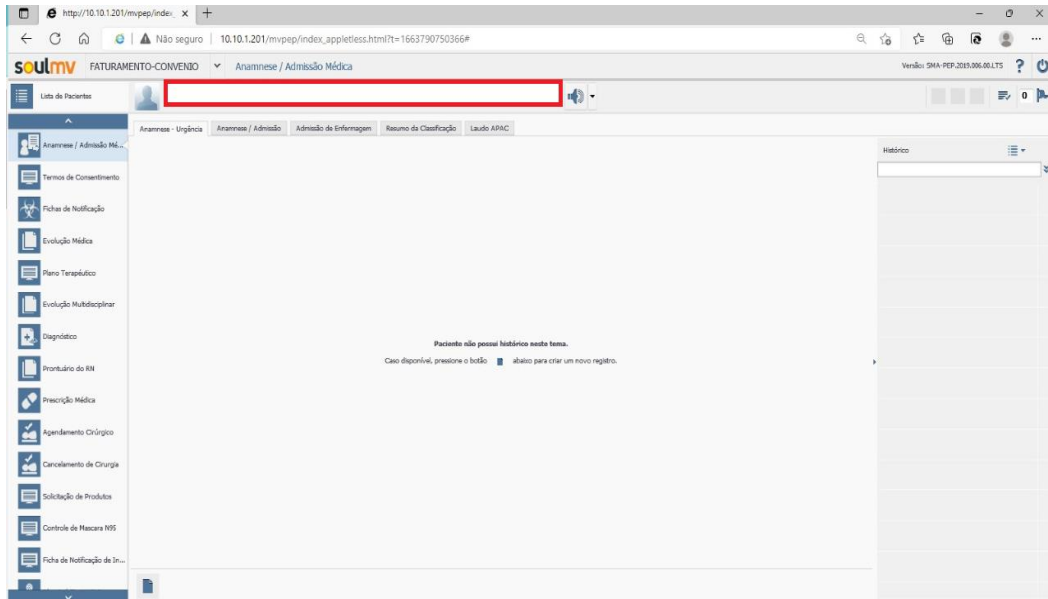 http://10.10.1.201/mvpep/index_
Não seguro 10.10.1.201/mvpep/index_appletless.html?t=1663790750366#
soulmv FATURAMENTO-CONVENIO Anamnese / Admissão Médica Versão: SMA-PEP.2019.006.00.LTS ?
Lista de Pacientes 0
Anamnese - Urgência Anamnese / Admissão Admissão de Enfermagem Resumo da Classificação Laudo APAC
Anamnese / Admissão Mé...
Histórico
Termos de Consentimento
Fichas de Notificação
Evolução Médica
Plano Terapêutico
Evolução Multidisciplinar
Diagnóstico
Paciente não possui histórico neste tema.
Caso disponível, pressione o botão abaixo para criar um novo registro.
Prontuário do RN
Prescrição Médica
Agendamento Cirúrgico
Cancelamento de Cirurgia
Solicitação de Produtos
Controle de Mascara N95
Ficha de Notificação de In...